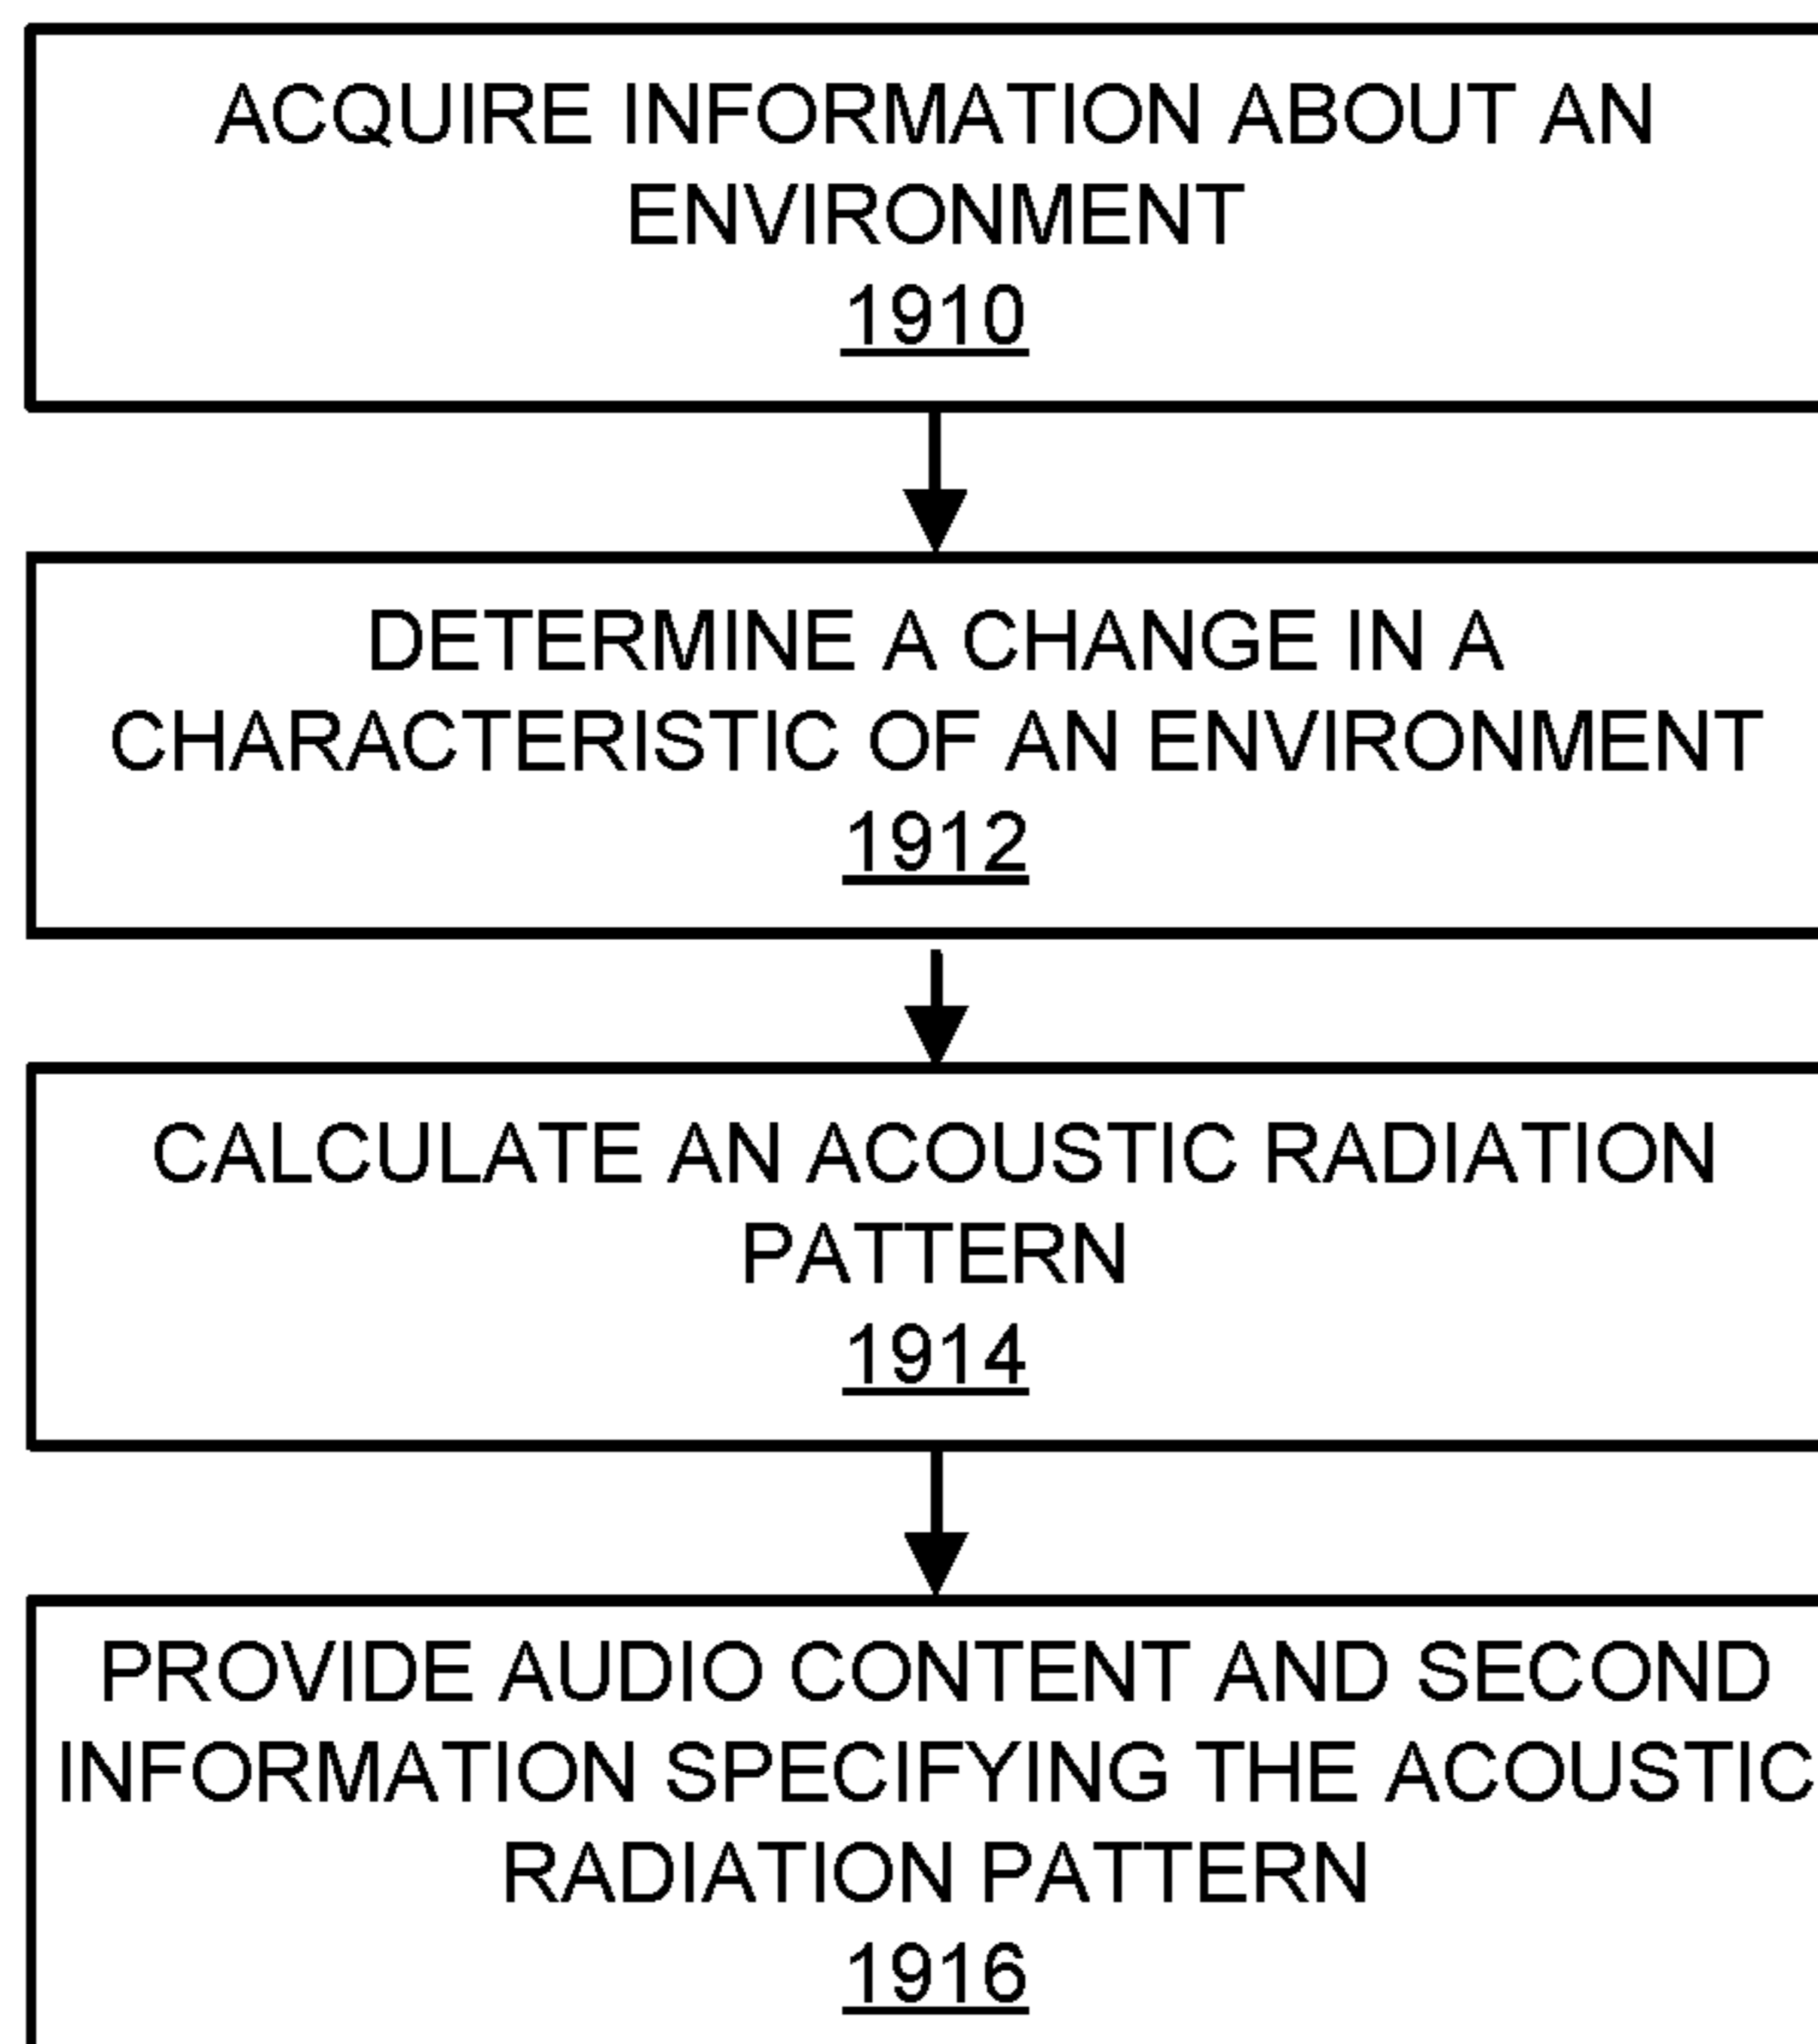 ACQUIRE INFORMATION ABOUT AN
ENVIRONMENT
1910
DETERMINE A CHANGE IN A
CHARACTERISTIC OF AN ENVIRONMENT
1912
CALCULATE AN ACOUSTIC RADIATION
PATTERN
1914
PROVIDE AUDIO CONTENT AND SECOND
INFORMATION SPECIFYING THE ACOUSTIC
RADIATION PATTERN
1916